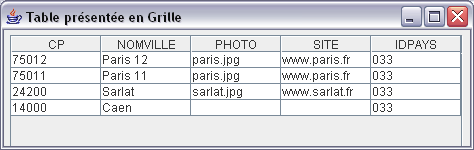 Table présentée en Grille
CP NOMVILLE PHOTO SITE IDPAYS
75012 Paris 12 paris.jpg www.paris.fr 033
75011 Paris 11 paris.jpg www.paris.fr 033
24200 Sarlat sarlat.jpg www.sarlat.fr 033
14000 Caen 033